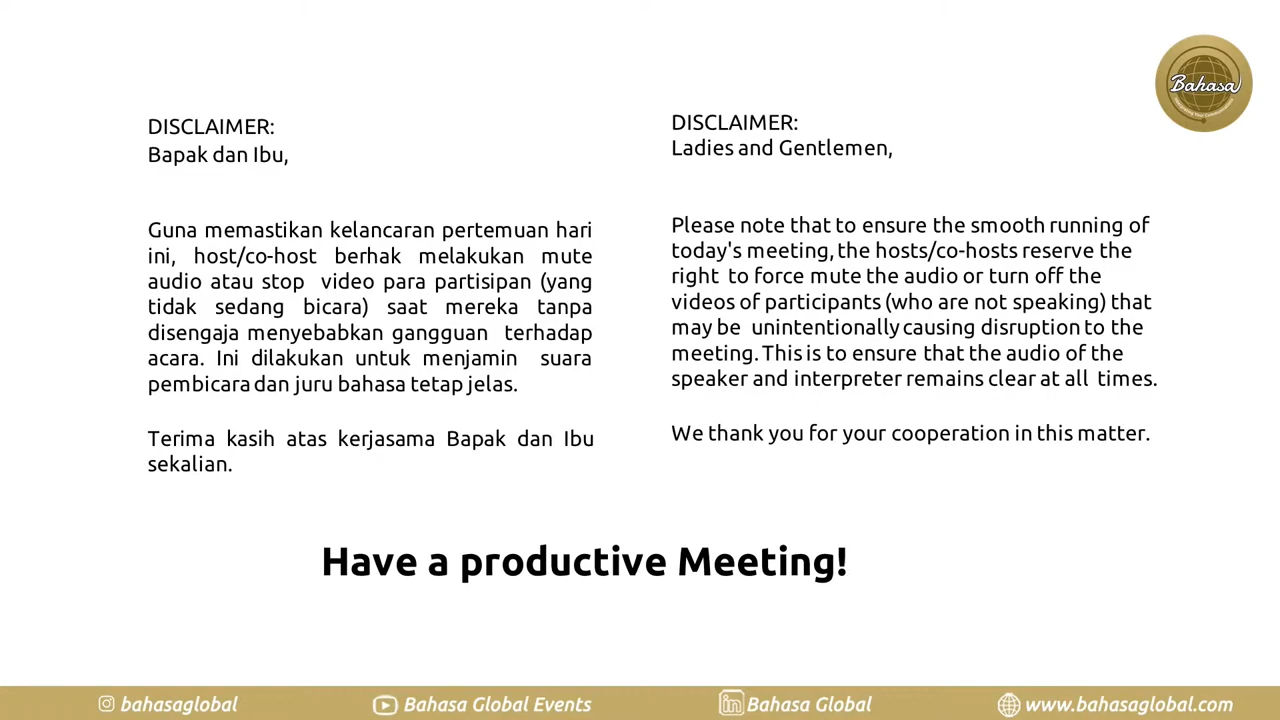 DISCLAIMER:
Bapak dan Ibu,
Guna memastikan kelancaran pertemuan hari
ini, host/co-host berhak melakukan mute
audio atau stop video para partisipan (yang
tidak sedang bicara) saat mereka tanpa
disengaja menyebabkan gangguan terhadap
acara. Ini dilakukan untuk menjamin suara
pembicara dan juru bahasa tetap jelas.
Terima kasih atas kerjasama Bapak dan Ibu
sekalian.
DISCLAIMER:
Ladies and Gentlemen,
Please note that to ensure the smooth running of
today's meeting, the hosts/co-hosts reserve the
right to force mute the audio or turn off the
videos of participants (who are not speaking) that
may be unintentionally causing disruption to the
meeting. This is to ensure that the audio of the
speaker and interpreter remains clear at all times.
We thank you for your cooperation in this matter.
Have a productive Meeting!
Bahasa
bahasaglobal
Bahasa Global Events
Bahasa Global
www.bahasaglobal.com